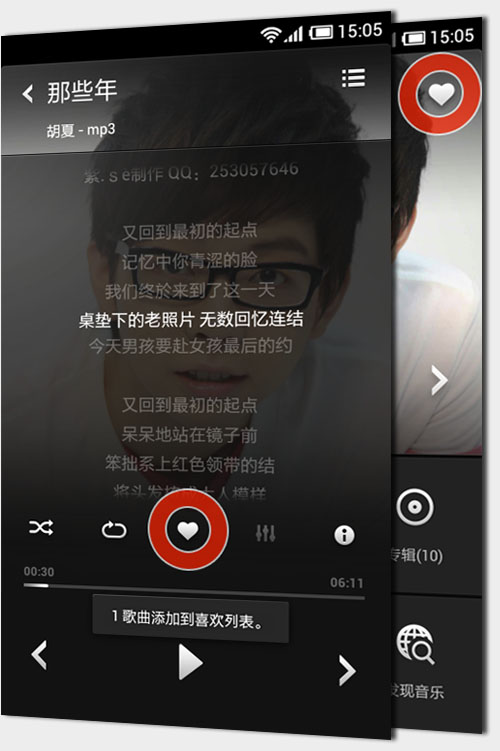 15:05
15:05
那些年
胡夏 - mp3
紫.s e制作 QQ：253057646
又回到最初的起点
记忆中你青涩的脸
我们终於来到了这一天
桌垫下的老照片 无数回忆连结
今天男孩要赴女孩最后的约
又回到最初的起点
呆呆地站在镜子前
笨拙系上红色领带的结
将头发梳成大人模样
00:30
06:11
1 歌曲添加到喜欢列表。
专辑(10)
发现音乐